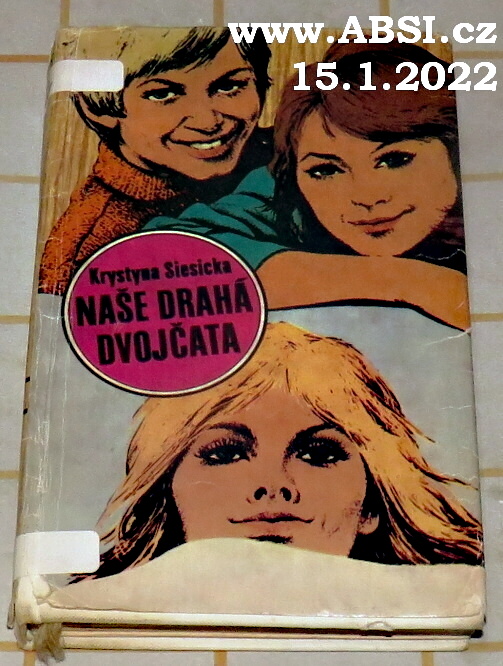 www.ABSI.cz
15.1.2022
Krystyna Siesicka
NAŠE DRAHÁ
DVOJČATA